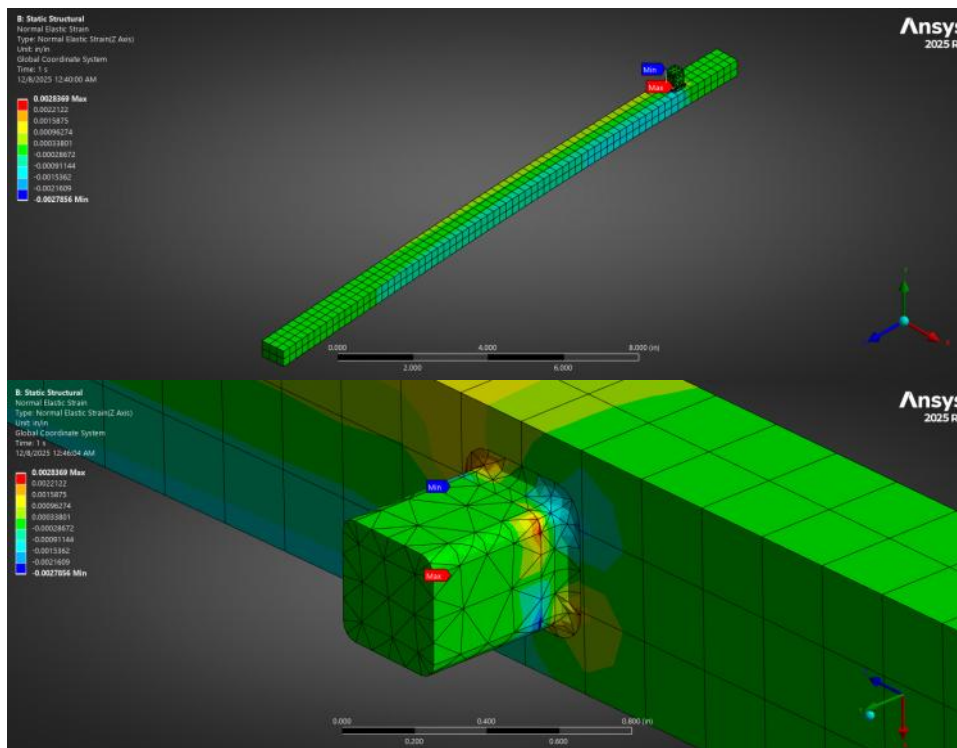 B: Static Structural
Normal Elastic Strain
Type: Normal Elastic Strain(Z Axis)
Unit: in/in
Global Coordinate System
Time: 1 s
12/8/2025 12:40:00 AM
0.0028369 Max
0.0022122
0.0015875
0.00096274
0.00033801
-0.00028672
-0.00091144
-0.0015362
-0.0021609
-0.0027856 Min
Ansys
2025 R
Min
Max
0.000
4.000
8.000 (in)
2.000
6.000
B: Static Structural
Normal Elastic Strain
Type: Normal Elastic Strain(Z Axis)
Unit: in/in
Global Coordinate System
Time: 1 s
12/8/2025 12:46:04 AM
0.0028369 Max
0.0022122
0.0015875
0.00096274
0.00033801
-0.00028672
-0.00091144
-0.0015362
-0.0021609
-0.0027856 Min
Ansys
2025 R
Min
Max
0.000
0.400
0.800 (in)
0.200
0.600